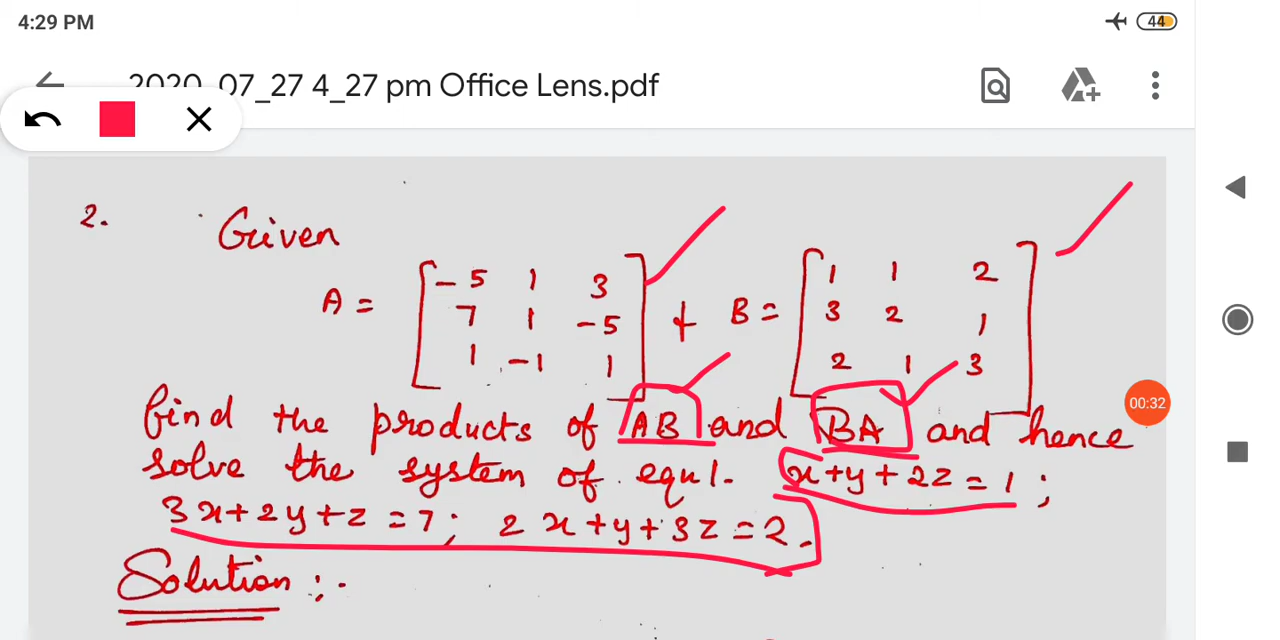 4:29 PM
44
2020_07_27 4_27 pm Office Lens.pdf
2. Given
A = [ -5 1 3
7 1 -5
1 -1 1 ] + B = [ 1 1 2
3 2 1
2 1 3 ]
00:32
find the products of AB and BA and hence
solve the system of equl. x+y+2z=1;
3x+2y+z=7; 2x+y+3z=2.
Solution:-